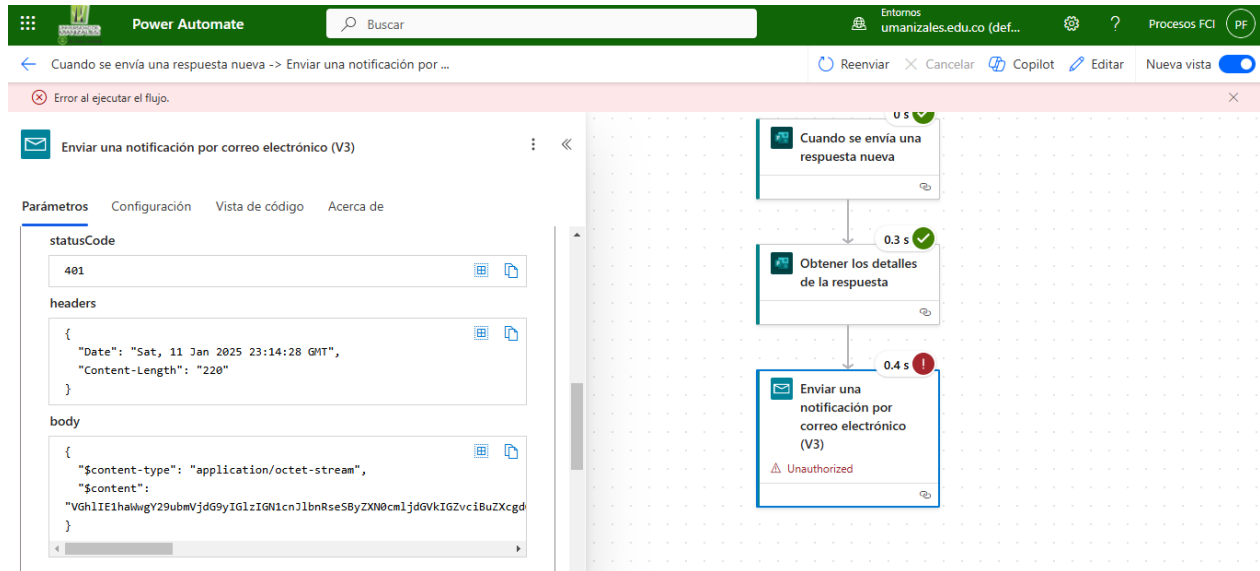 Power Automate
Buscar
Entornos
umanizales.edu.co (def...
?
Procesos FCI
PF
Cuando se envía una respuesta nueva -> Enviar una notificación por ...
Reenviar
Cancelar
Copilot
Editar
Nueva vista
Error al ejecutar el flujo.
Enviar una notificación por correo electrónico (V3)
Parámetros
Configuración
Vista de código
Acerca de
statusCode
401
headers
{
"Date": "Sat, 11 Jan 2025 23:14:28 GMT",
"Content-Length": "220"
}
body
{
"$content-type": "application/octet-stream",
"$content":
}
0 s
Cuando se envía una
respuesta nueva
0.3 s
Obtener los detalles
de la respuesta
0.4 s
Enviar una
notificación por
correo electrónico
(V3)
Unauthorized